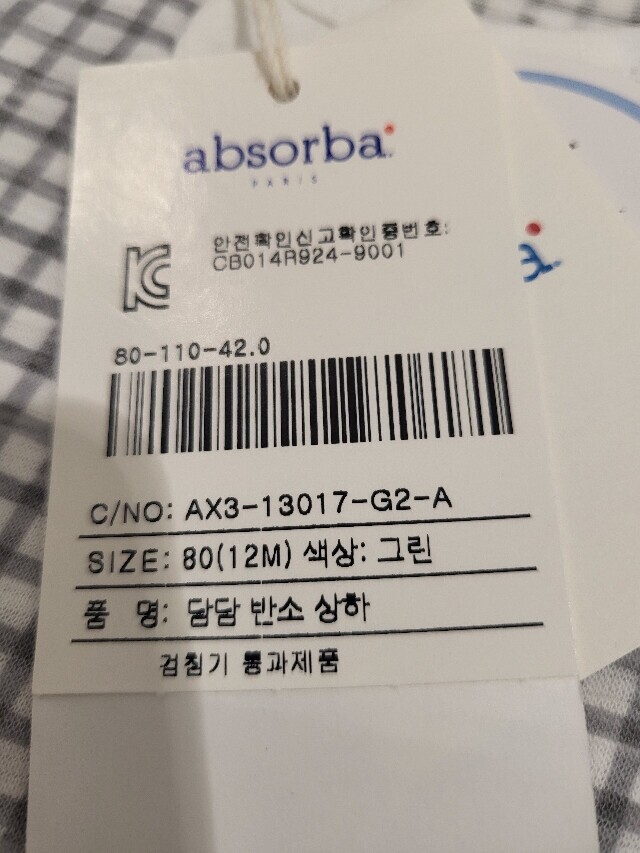 absorba
PARIS
안전확인신고확인증번호:
CB014R924-9001
80-110-42.0
C/NO: AX3-13017-G2-A
SIZE: 80(12M) 색상: 그린
품 명: 담담 반소 상하
검침기 통과제품